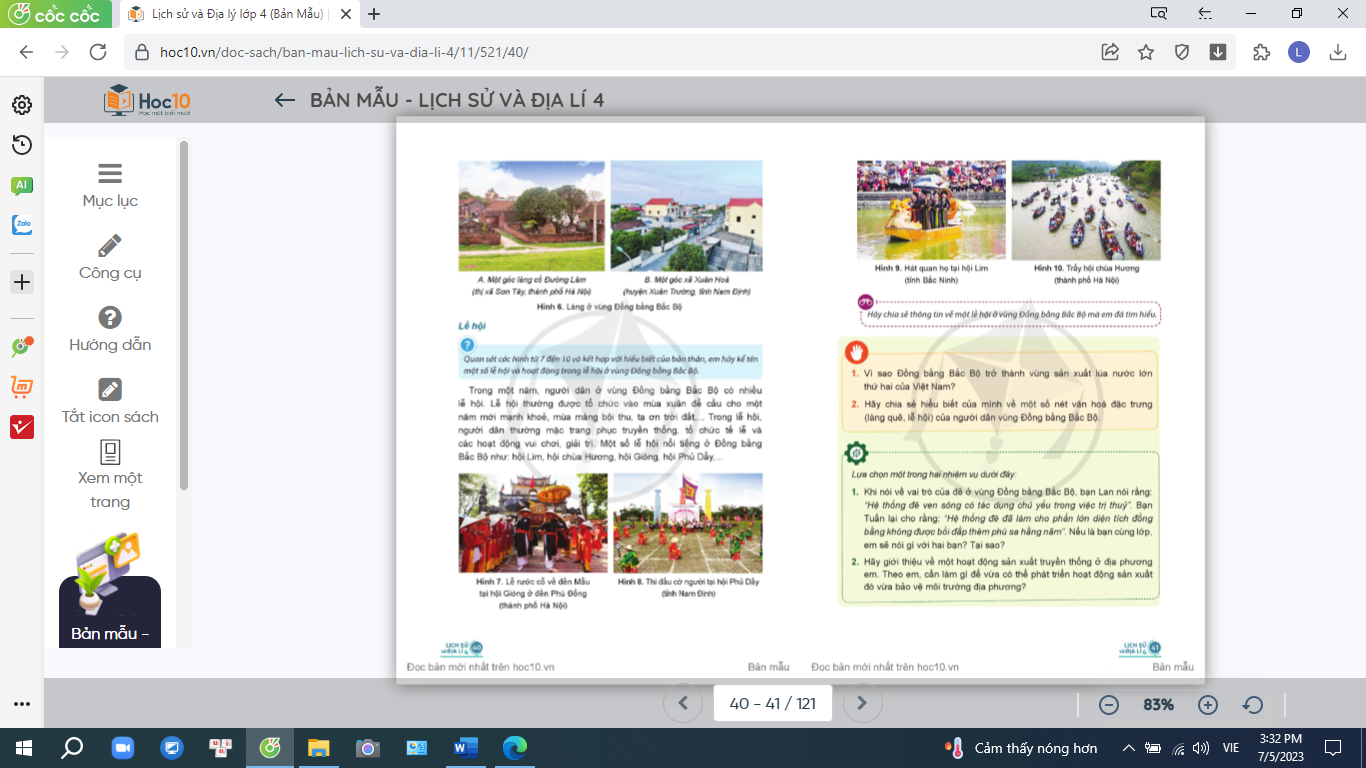 cốc cốc
Lịch sử và Địa lý lớp 4 (Bản Mẫu)
hoc10.vn/doc-sach/ban-mau-lich-su-va-dia-li-4/11/521/40/
L
AI
Zalo
Hoc10
Học một biết mười
BẢN MẪU - LỊCH SỬ VÀ ĐỊA LÍ 4
Mục lục
Công cụ
Hướng dẫn
Tắt icon sách
Xem một
trang
Bản mẫu -
A. Một góc làng cổ Đường Lâm
(thị xã Sơn Tây, thành phố Hà Nội)
B. Một góc xã Xuân Hoà
(huyện Xuân Trường, tỉnh Nam Định)
Hình 6. Làng ở vùng Đồng bằng Bắc Bộ
Lễ hội
Quan sát các hình từ 7 đến 10 và kết hợp với hiểu biết của bản thân, em hãy kể tên
một số lễ hội và hoạt động trong lễ hội ở vùng Đồng bằng Bắc Bộ.
Trong một năm, người dân ở vùng Đồng bằng Bắc Bộ có nhiều
lễ hội. Lễ hội thường được tổ chức vào mùa xuân để cầu cho một
năm mới mạnh khoẻ, mùa màng bội thu, tạ ơn trời đất,... Trong lễ hội,
người dân thường mặc trang phục truyền thống, tổ chức tế lễ và
các hoạt động vui chơi, giải trí. Một số lễ hội nổi tiếng ở Đồng bằng
Bắc Bộ như: hội Lim, hội chùa Hương, hội Gióng, hội Phủ Dầy,...
Hình 7. Lễ rước cỗ về đền Mẫu
tại hội Gióng ở đền Phù Đổng
(thành phố Hà Nội)
Hình 8. Thi đấu cờ người tại hội Phủ Dầy
(tỉnh Nam Định)
LỊCH SỬ
VÀ ĐỊA LÍ 4
40
Đọc bản mới nhất trên hoc10.vn
Bản mẫu
Hình 9. Hát quan họ tại hội Lim
(tỉnh Bắc Ninh)
Hình 10. Trẩy hội chùa Hương
(thành phố Hà Nội)
Hãy chia sẻ thông tin về một lễ hội ở vùng Đồng bằng Bắc Bộ mà em đã tìm hiểu.
1. Vì sao Đồng bằng Bắc Bộ trở thành vùng sản xuất lúa nước lớn
thứ hai của Việt Nam?
2. Hãy chia sẻ hiểu biết của mình về một số nét văn hoá đặc trưng
(làng quê, lễ hội) của người dân vùng Đồng bằng Bắc Bộ.
Lựa chọn một trong hai nhiệm vụ dưới đây:
1. Khi nói về vai trò của đê ở vùng Đồng bằng Bắc Bộ, bạn Lan nói rằng:
"Hệ thống đê ven sông có tác dụng chủ yếu trong việc trị thuỷ". Bạn
Tuấn lại cho rằng: "Hệ thống đê đã làm cho phần lớn diện tích đồng
bằng không được bồi đắp thêm phù sa hằng năm". Nếu là bạn cùng lớp,
em sẽ nói gì với hai bạn? Tại sao?
2. Hãy giới thiệu về một hoạt động sản xuất truyền thống ở địa phương
em. Theo em, cần làm gì để vừa có thể phát triển hoạt động sản xuất
đó vừa bảo vệ môi trường địa phương?
LỊCH SỬ
VÀ ĐỊA LÍ 4
41
Đọc bản mới nhất trên hoc10.vn
Bản mẫu
40 - 41 / 121
83%
Cảm thấy nóng hơn
VIE
3:32 PM
7/5/2023